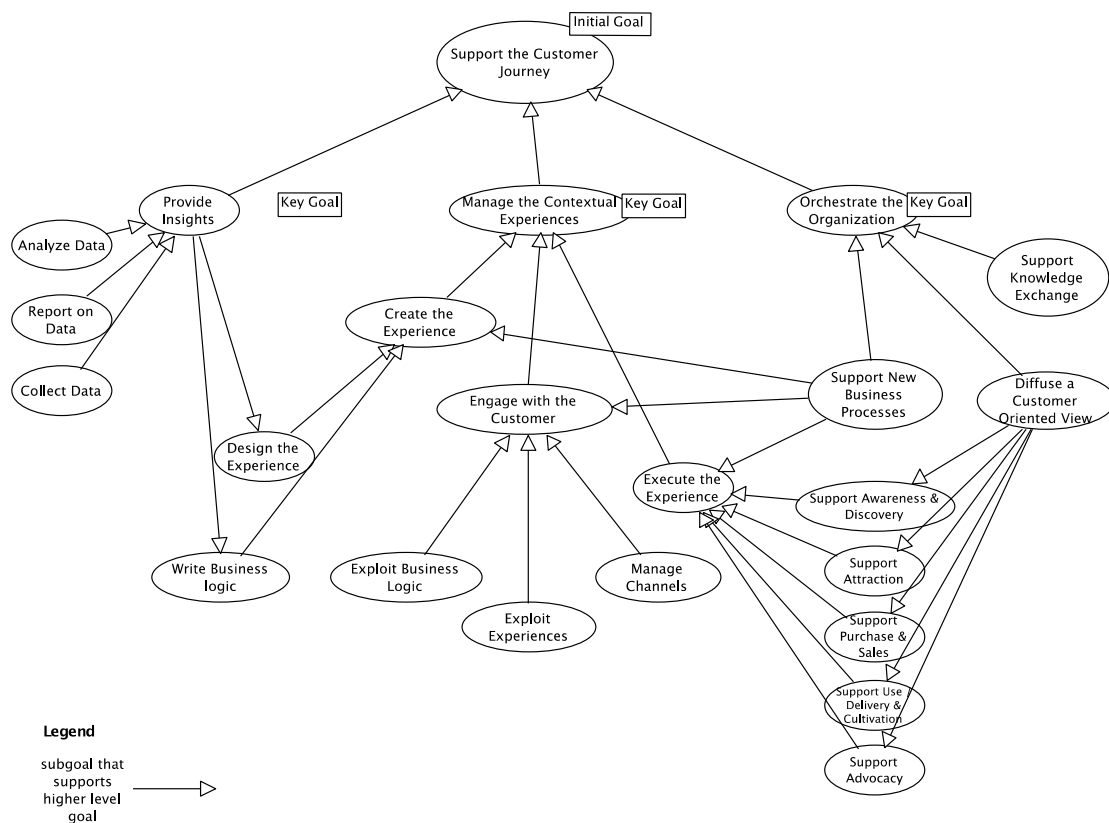 Initial Goal
Support the Customer
Journey
Provide
Insights
Key Goal
Manage the Contextual
Experiences
Key Goal
Orchestrate the
Organization
Key Goal
Analyze Data
Support
Knowledge
Exchange
Report on
Data
Create the
Experience
Collect Data
Engage with the
Customer
Support New
Business
Processes
Diffuse a
Customer
Oriented View
Design the
Experience
Execute the
Experience
Support Awareness &
Discovery
Write Business
logic
Exploit Business
Logic
Manage
Channels
Support
Attraction
Exploit
Experiences
Support
Purchase &
Sales
Support Use ,
Delivery &
Cultivation
Support
Advocacy
Legend
subgoal that
supports
higher level
goal